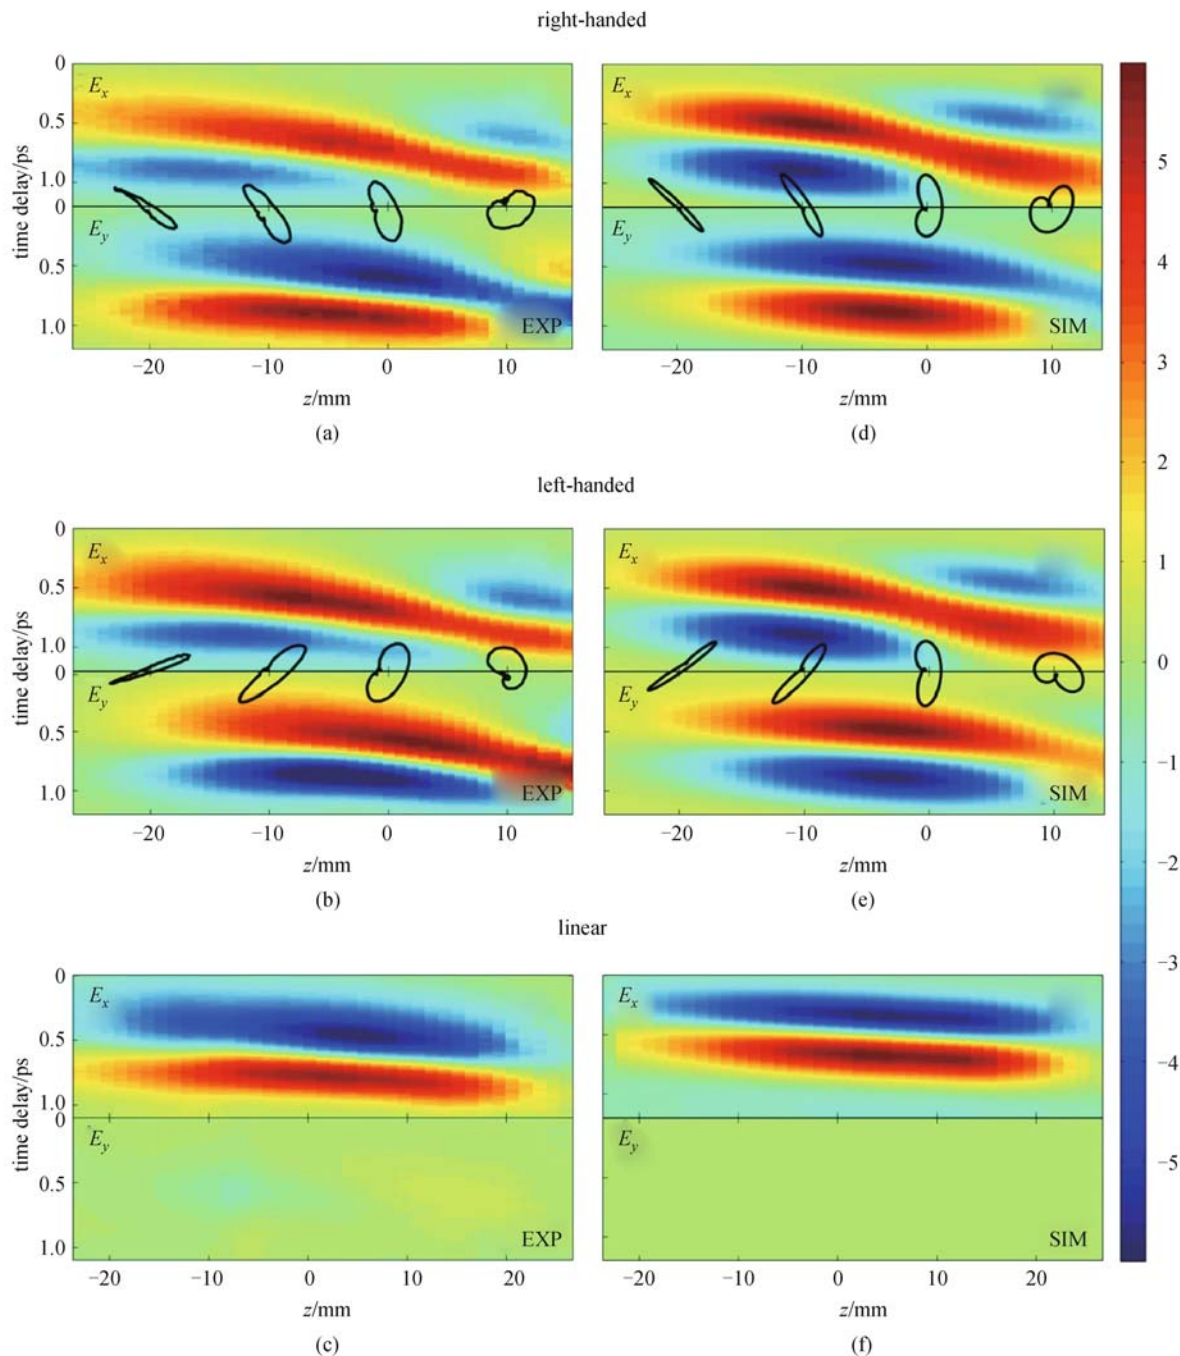 right-handed
0
E_x
E_x
0.5
1.0
0
E_y
E_y
0.5
1.0
EXP
SIM
time delay/ps
−20 −10 0 10
−20 −10 0 10
z/mm
z/mm
(a)
(d)
5
4
3
2
1
0
−1
−2
−3
−4
−5
left-handed
0
E_x
E_x
0.5
1.0
0
E_y
E_y
0.5
1.0
EXP
SIM
time delay/ps
−20 −10 0 10
−20 −10 0 10
z/mm
z/mm
(b)
(e)
linear
0
E_x
E_x
0.5
1.0
0
E_y
E_y
0.5
1.0
EXP
SIM
time delay/ps
−20 −10 0 10 20
−20 −10 0 10 20
z/mm
z/mm
(c)
(f)